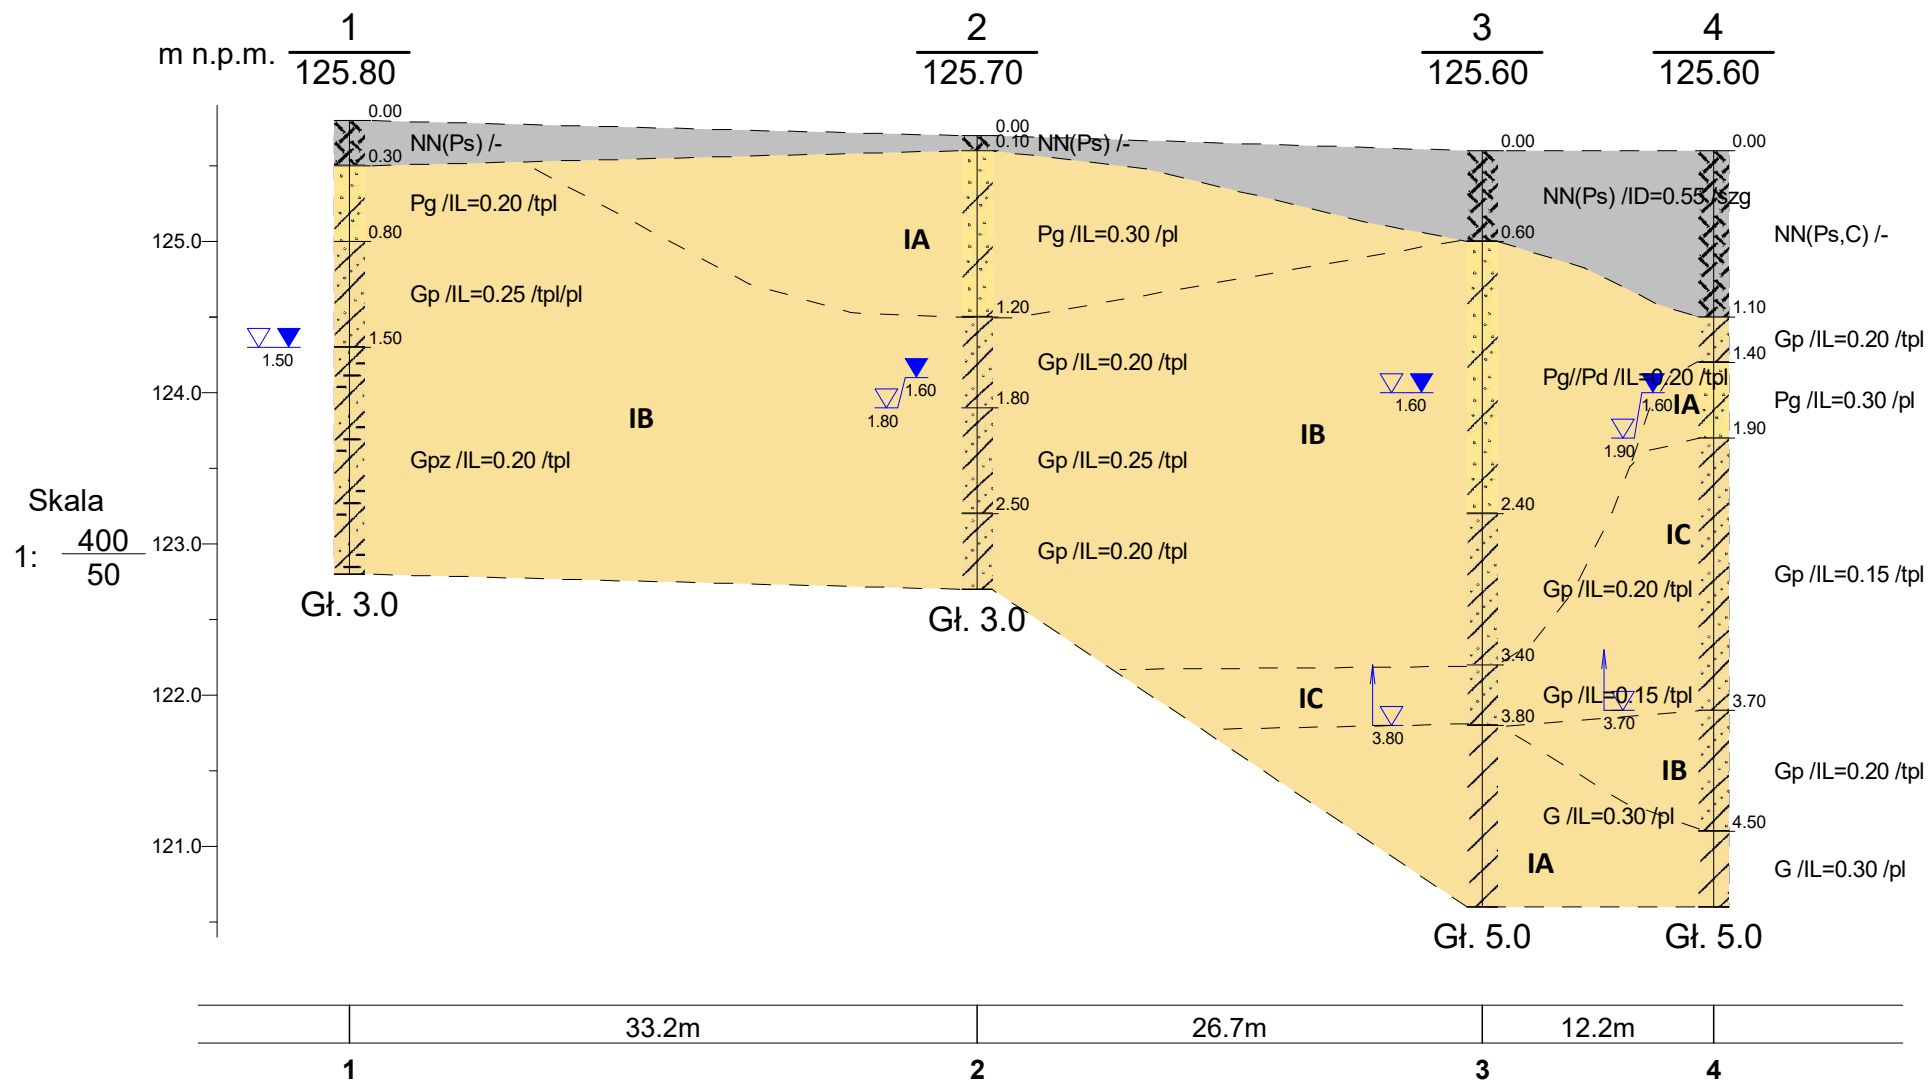 1 2 3 4
m n.p.m. 125.80 125.70 125.60 125.60
0.00
0.30
NN(Ps) /-
Pg /IL=0.20 /tpl
0.80
Gp /IL=0.25 /tpl/pl
1.50
Gpz /IL=0.20 /tpl
Gł. 3.0
1.50
IB
IA
0.00
0.10
NN(Ps) /-
Pg /IL=0.30 /pl
1.20
Gp /IL=0.20 /tpl
1.60
1.80
1.80
Gp /IL=0.25 /tpl
2.50
Gp /IL=0.20 /tpl
Gł. 3.0
IB
1.60
IC
3.80
0.00
NN(Ps) /ID=0.55 /szg
0.60
Pg//Pd /IL=0.20 /tpl
2.40
Gp /IL=0.20 /tpl
3.40
Gp /IL=0.15 /tpl
3.80
G /IL=0.30 /pl
IA
Gł. 5.0
1.60
1.90
IA
IC
3.70
IB
0.00
NN(Ps,C) /-
1.10
Gp /IL=0.20 /tpl
1.40
Pg /IL=0.30 /pl
1.90
Gp /IL=0.15 /tpl
3.70
Gp /IL=0.20 /tpl
4.50
G /IL=0.30 /pl
Gł. 5.0
125.0
124.0
123.0
122.0
121.0
Skala
1: 400
50
33.2m 26.7m 12.2m
1 2 3 4